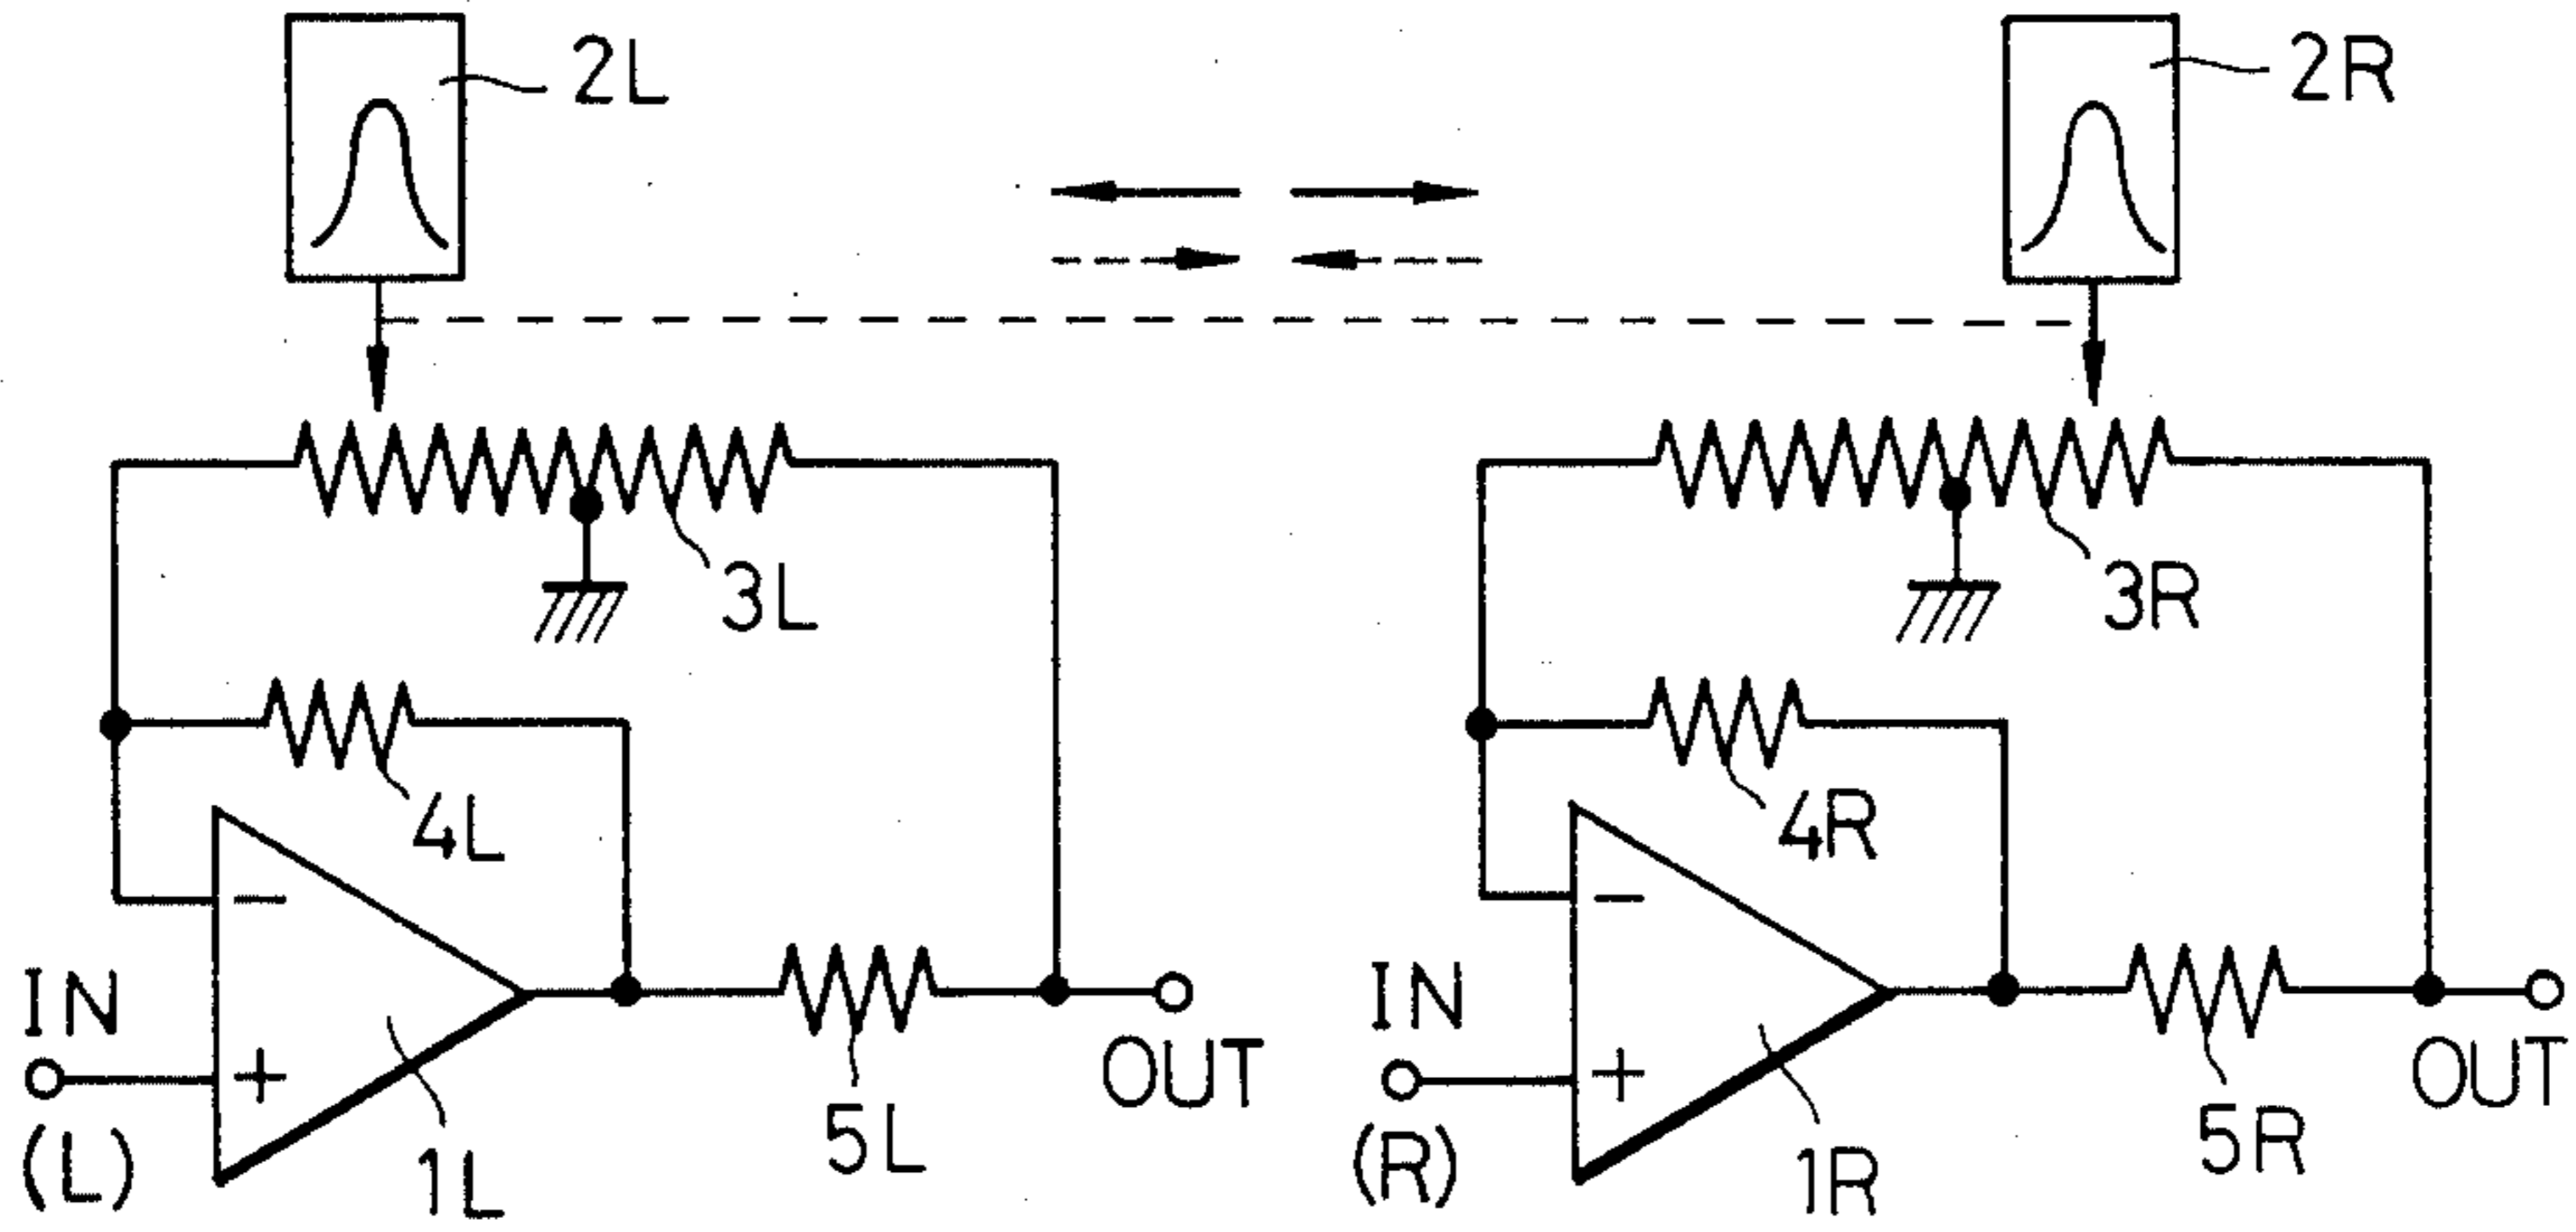 2L
2R
3L
3R
4L
4R
−
−
IN
IN
+
+
OUT
OUT
(L)
1L
5L
(R)
1R
5R